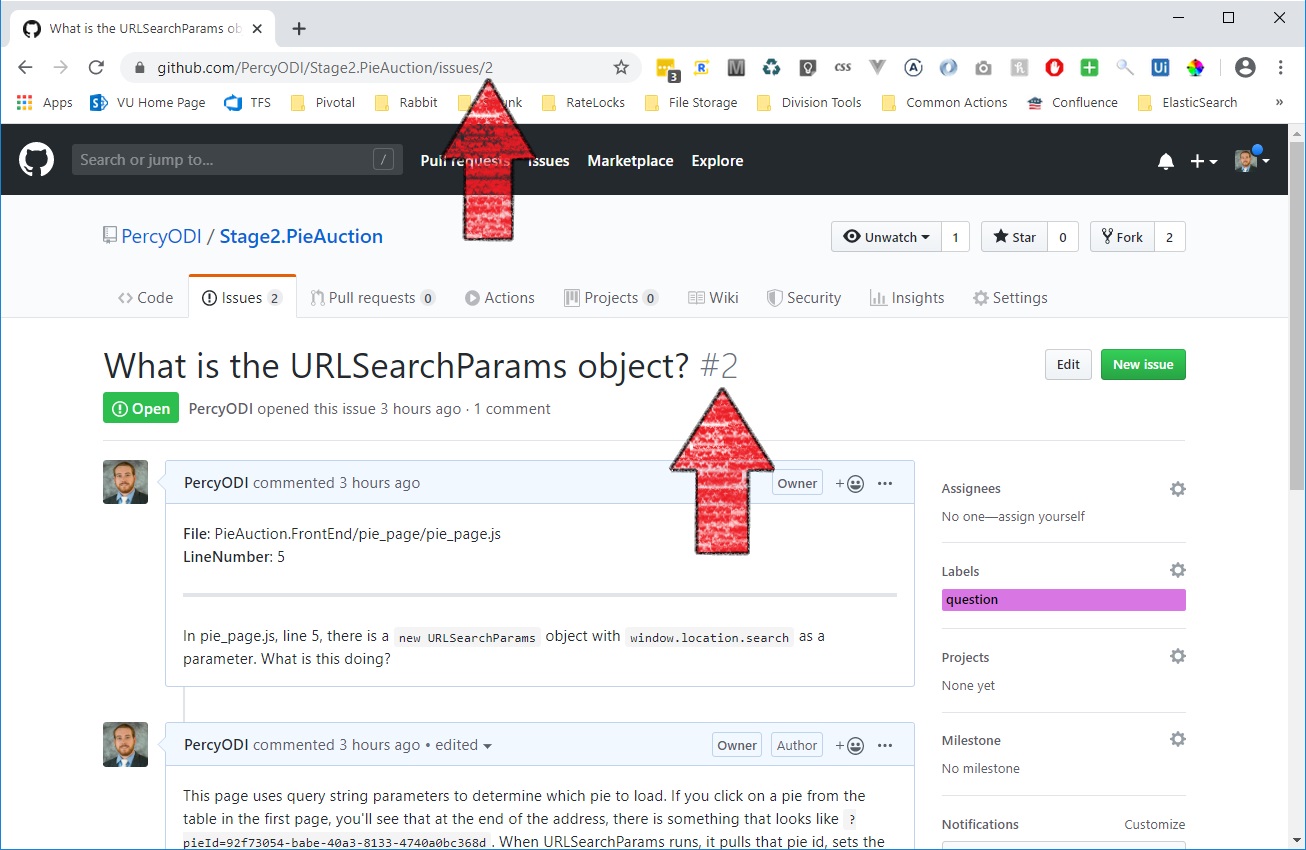 What is the URLSearchParams ob
github.com/PercyODI/Stage2.PieAuction/issues/2
3
css
Ui
Apps VU Home Page TFS Pivotal Rabbit RateLocks File Storage Division Tools Common Actions Confluence ElasticSearch »
Search or jump to... / Pull requests Issues Marketplace Explore
PercyODI / Stage2.PieAuction Unwatch 1 Star 0 Fork 2
Code Issues 2 Pull requests 0 Actions Projects 0 Wiki Security Insights Settings
What is the URLSearchParams object? #2 Edit New issue
Open PercyODI opened this issue 3 hours ago · 1 comment
PercyODI commented 3 hours ago Owner
Assignees
No one—assign yourself
File: PieAuction.FrontEnd/pie_page/pie_page.js
LineNumber: 5
Labels
question
In pie_page.js, line 5, there is a new URLSearchParams object with window.location.search as a
parameter. What is this doing?
Projects
None yet
PercyODI commented 3 hours ago • edited Owner Author
Milestone
No milestone
This page uses query string parameters to determine which pie to load. If you click on a pie from the
table in the first page, you'll see that at the end of the address, there is something that looks like ?
pieId=92f73054-babe-40a3-8133-4740a0bc368d . When URLSearchParams runs, it pulls that pie id, sets the
Notifications Customize